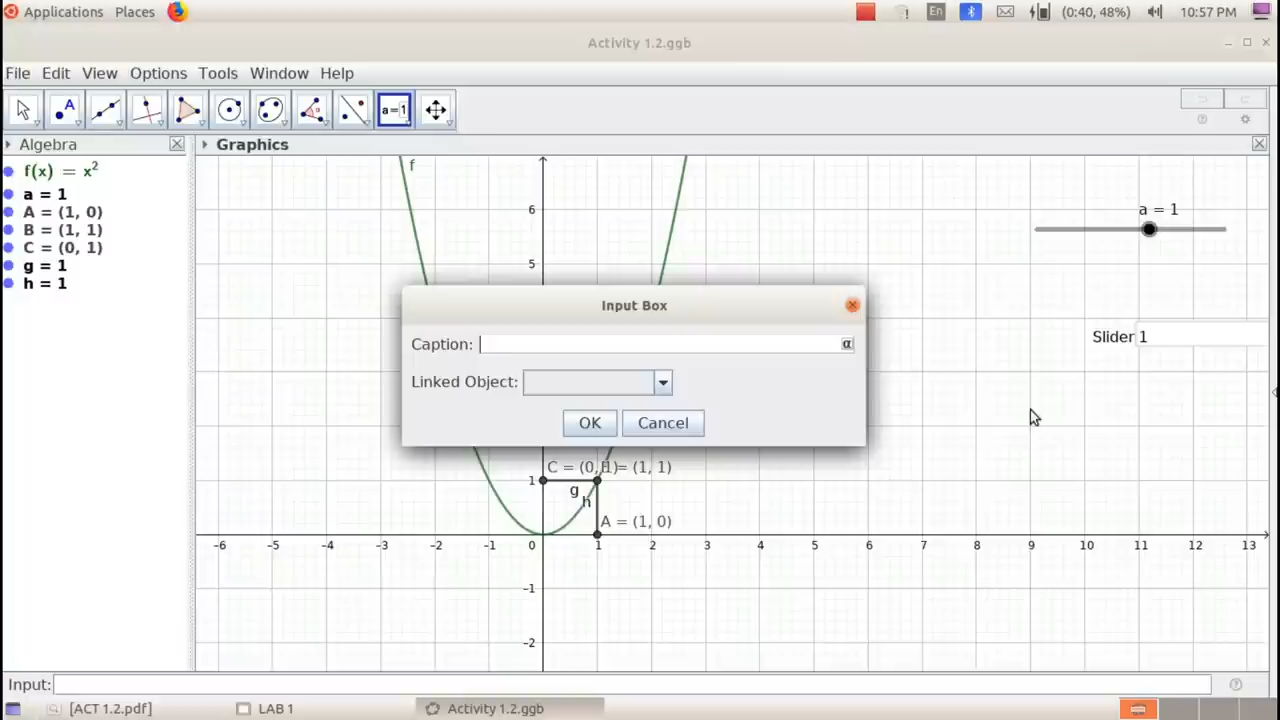 Applications Places En (0:40, 48%) 10:57 PM
Activity 1.2.ggb
File Edit View Options Tools Window Help
A a=1
Algebra
Graphics
f(x) = x²
a = 1
A = (1, 0)
B = (1, 1)
C = (0, 1)
g = 1
h = 1
f
a = 1
6
5
Input Box
Caption: α
Slider 1
Linked Object:
OK Cancel
C = (0, 1) = (1, 1)
1
g
h
A = (1, 0)
-6 -5 -4 -3 -2 -1 0 1 2 3 4 5 6 7 8 9 10 11 12 13
-1
-2
Input:
[ACT 1.2.pdf] LAB 1 Activity 1.2.ggb